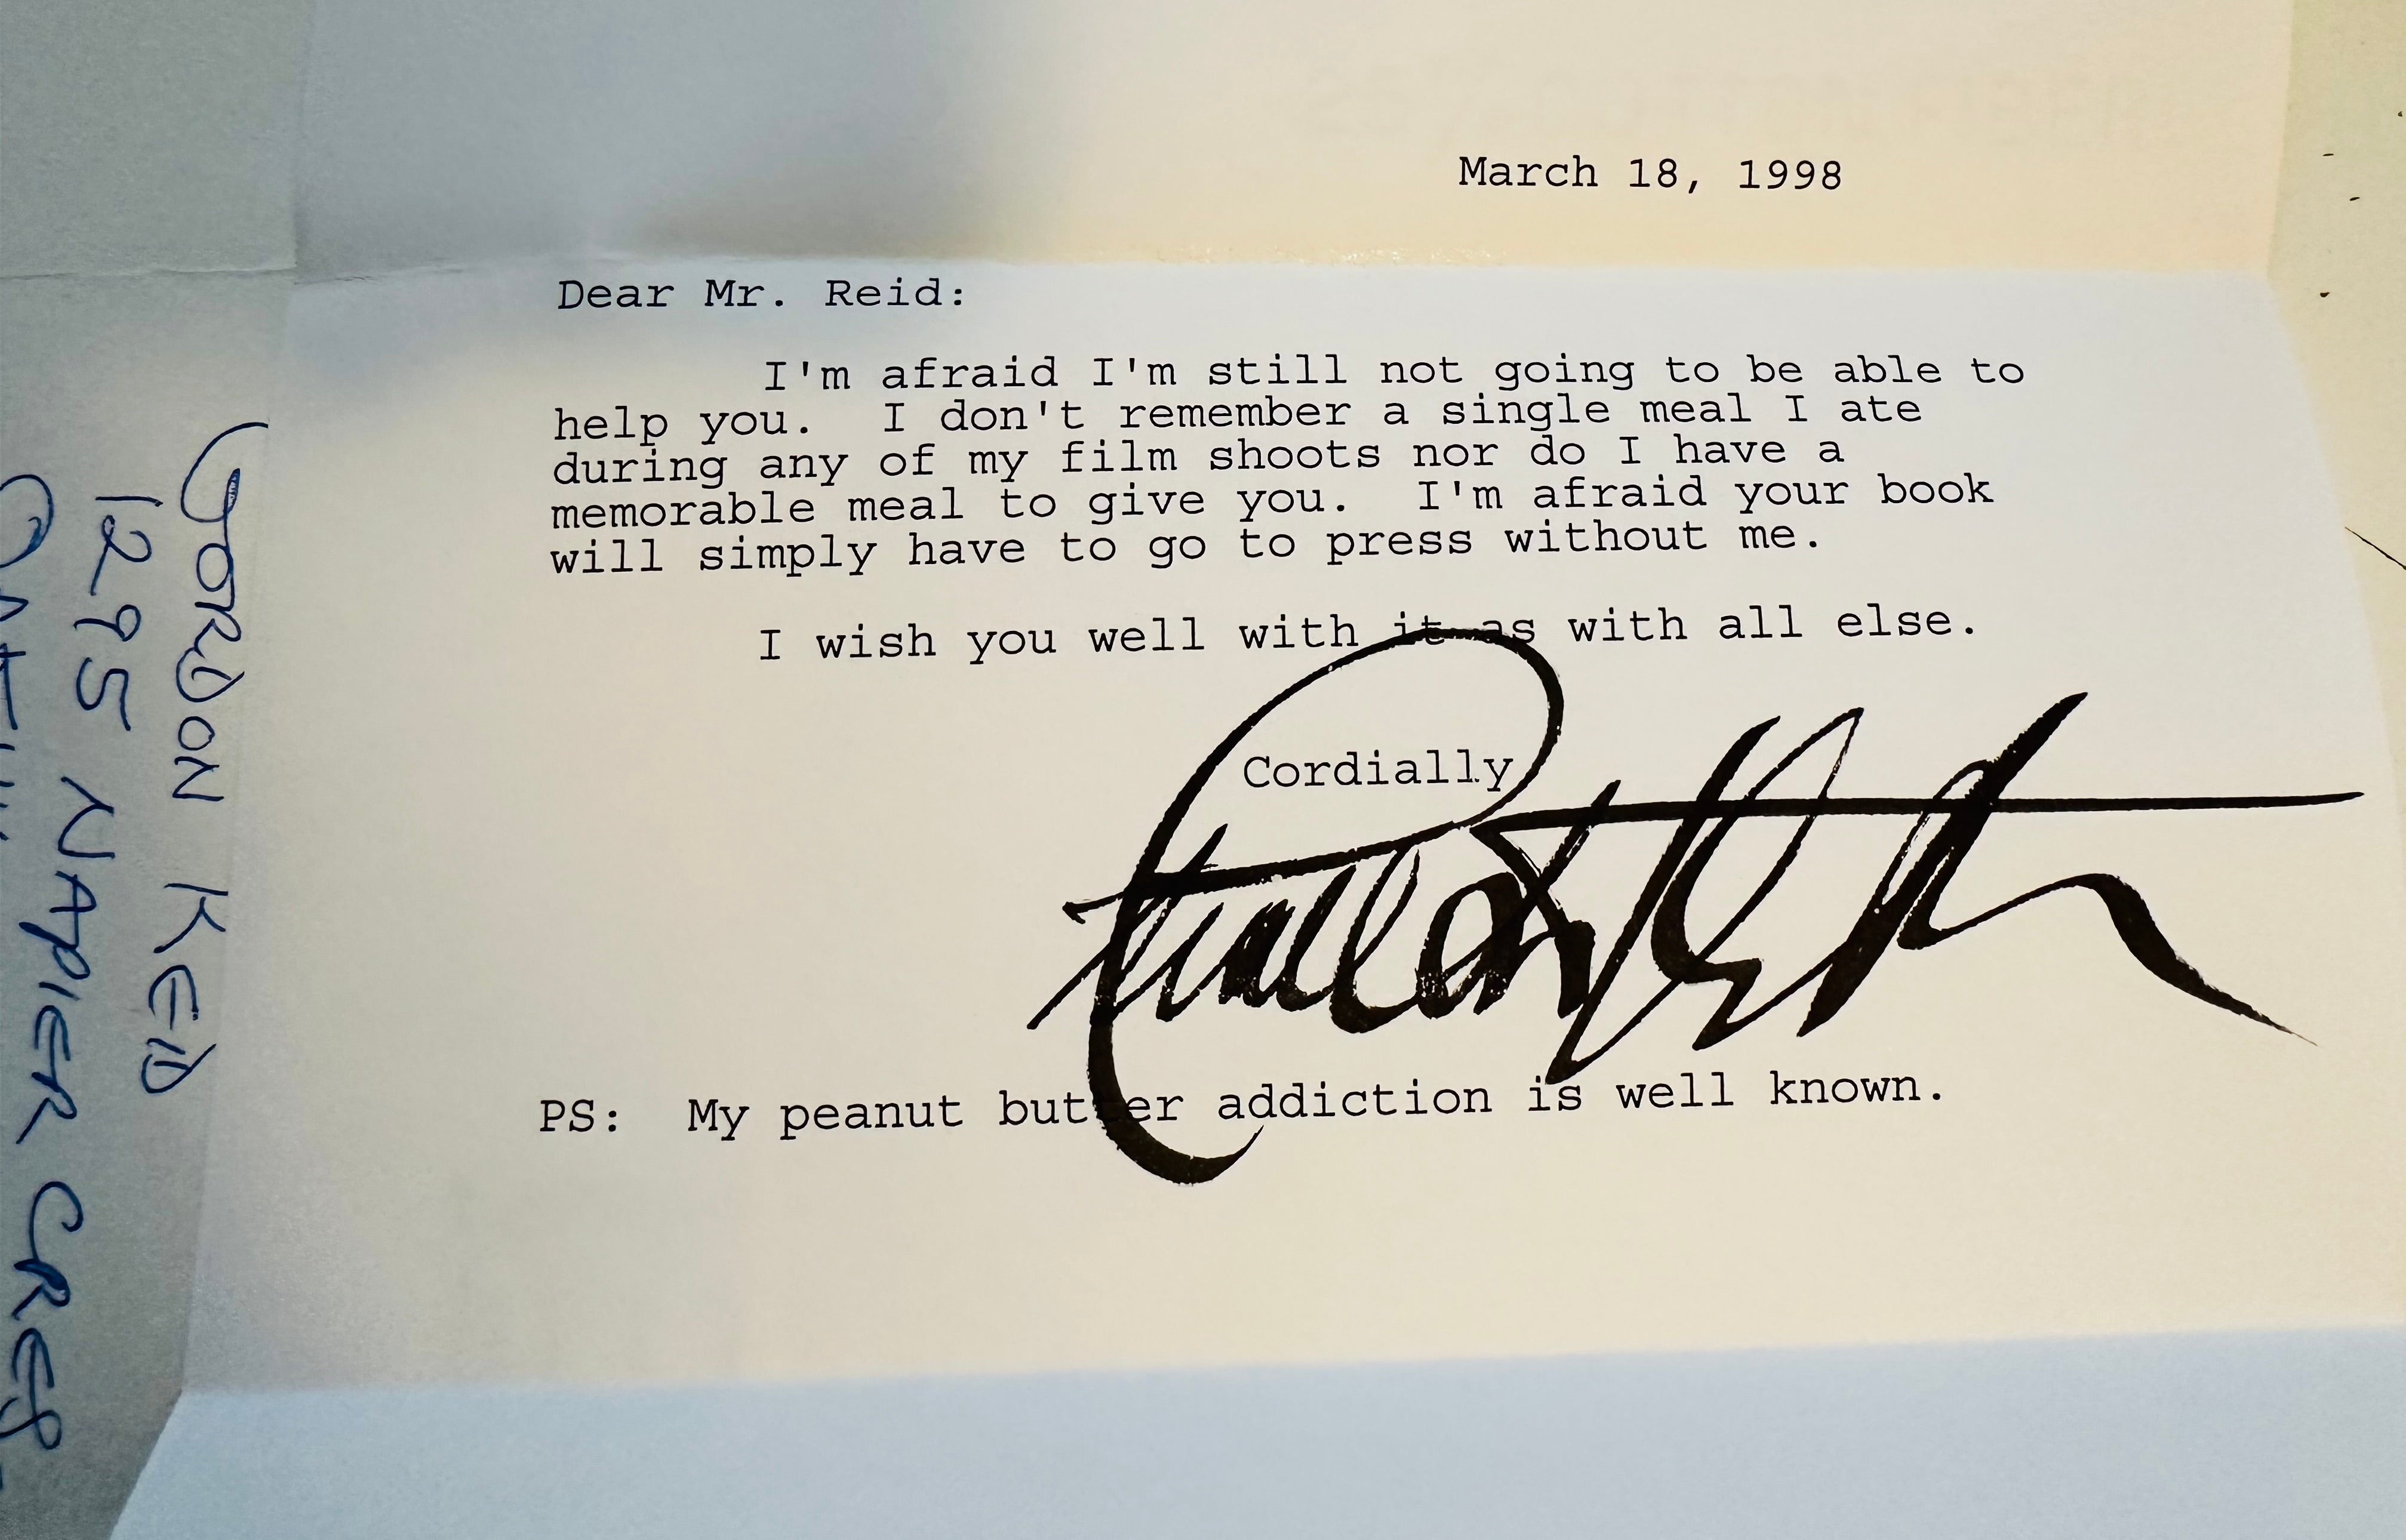 March 18, 1998
Dear Mr. Reid:
I'm afraid I'm still not going to be able to
help you. I don't remember a single meal I ate
during any of my film shoots nor do I have a
memorable meal to give you. I'm afraid your book
will simply have to go to press without me.
I wish you well with it as with all else.
Cordially
PS: My peanut butter addiction is well known.
GORDON REID
1295 NAPIER CRES